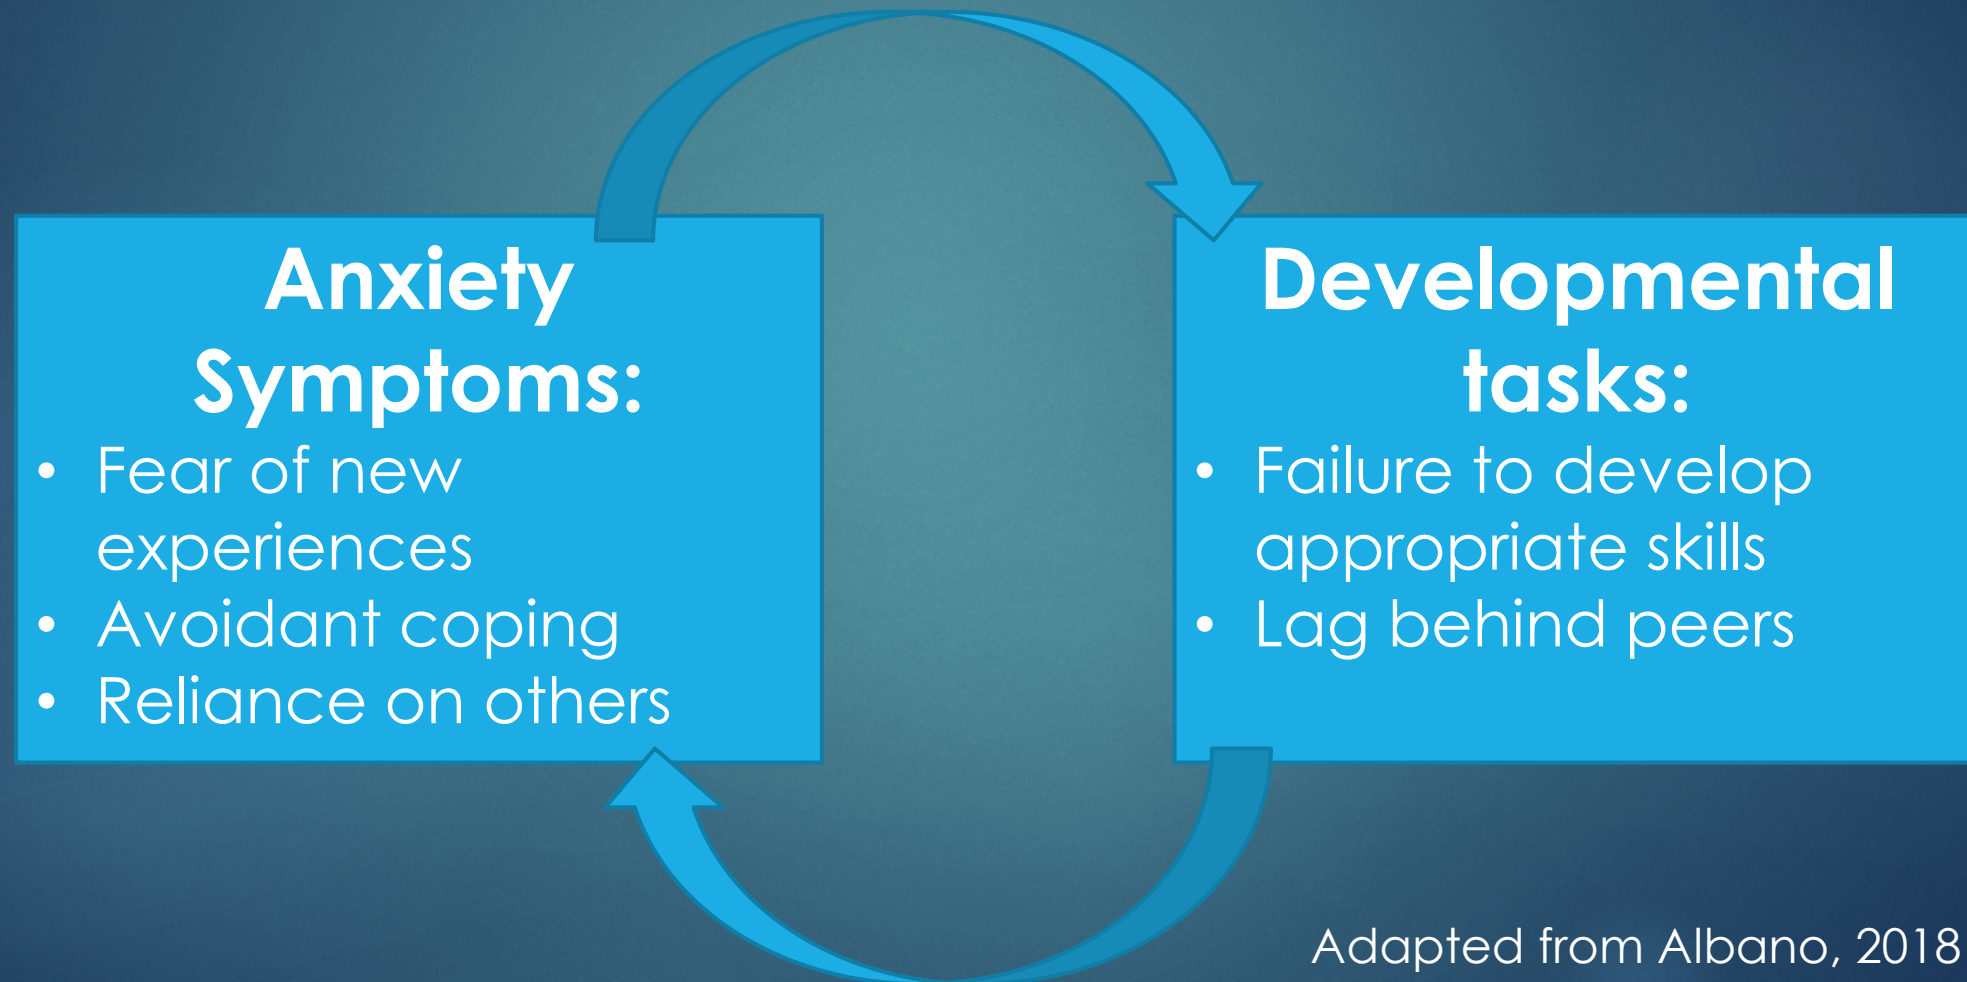 Anxiety
Symptoms:
• Fear of new
experiences
• Avoidant coping
• Reliance on others
Developmental
tasks:
• Failure to develop
appropriate skills
• Lag behind peers
Adapted from Albano, 2018